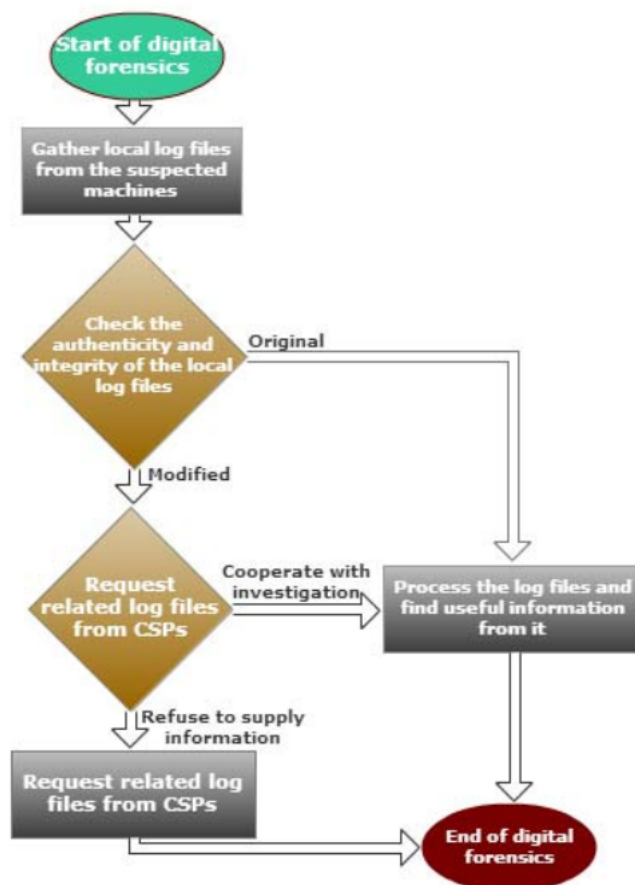 Start of digital
forensics
Gather local log files
from the suspected
machines
Check the
authenticity and
integrity of the local
log files
Original
Modified
Request
related log files
from CSPs
Cooperate with
investigation
Process the log files and
find useful information
from it
Refuse to supply
information
Request related log
files from CSPs
End of digital
forensics